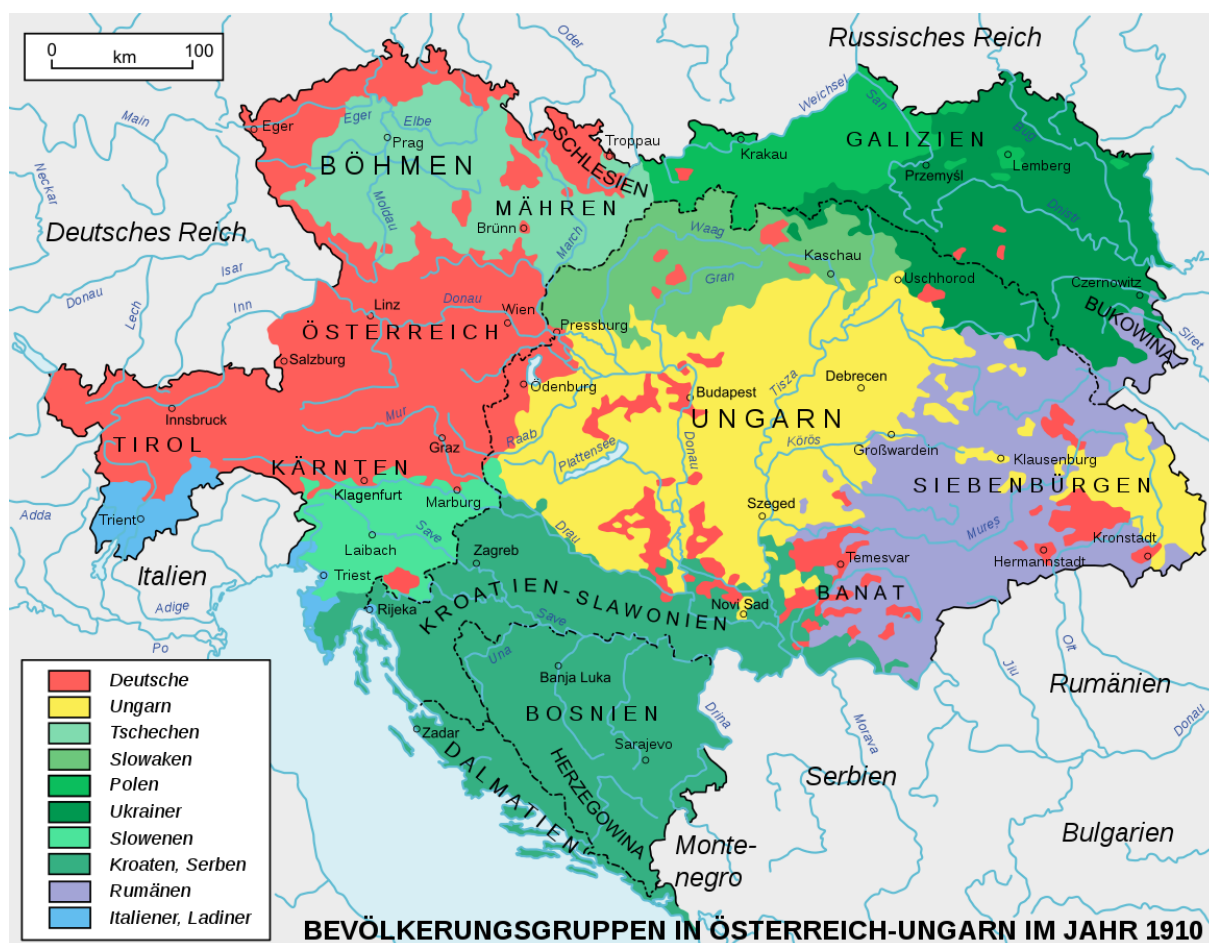 0 100
km
Russisches Reich
Oder
Weichsel
San
Main
Eger
Eger
Elbe
Prag
BÖHMEN
Troppau
SCHLESIEN
Krakau
GALIZIEN
Bug
Lemberg
Przemyśl
Neckar
Moldau
MÄHREN
Brünn
March
Dnistr
Deutsches Reich
Waag
Gran
Kaschau
Uschhorod
Czernowitz
BUKOWINA
Siret
Isar
Donau
Lech
Inn
Linz
Donau
Wien
ÖSTERREICH
Pressburg
Salzburg
Ödenburg
Budapest
Tisza
Debrecen
UNGARN
Innsbruck
TIROL
Mur
Graz
Raab
Plattensee
Donau
Körös
Großwardein
Klausenburg
KÄRNTEN
Klagenfurt
Marburg
SIEBENBÜRGEN
Adda
Trient
Save
Laibach
Drau
Szeged
Mures
Kronstadt
Hermannstadt
Zagreb
Temesvar
Italien
Triest
BANAT
Adige
Rijeka
KROATIEN-SLAWONIEN
Novi Sad
Save
Po
Una
Banja Luka
Jiu
Olt
Rumänien
BOSNIEN
Drina
Morava
Donau
Zadar
Sarajevo
DALMATIEN
HERZEGOWINA
Serbien
Bulgarien
Monte-
negro
Deutsche
Ungarn
Tschechen
Slowaken
Polen
Ukrainer
Slowenen
Kroaten, Serben
Rumänen
Italiener, Ladiner
BEVÖLKERUNGSGRUPPEN IN ÖSTERREICH-UNGARN IM JAHR 1910